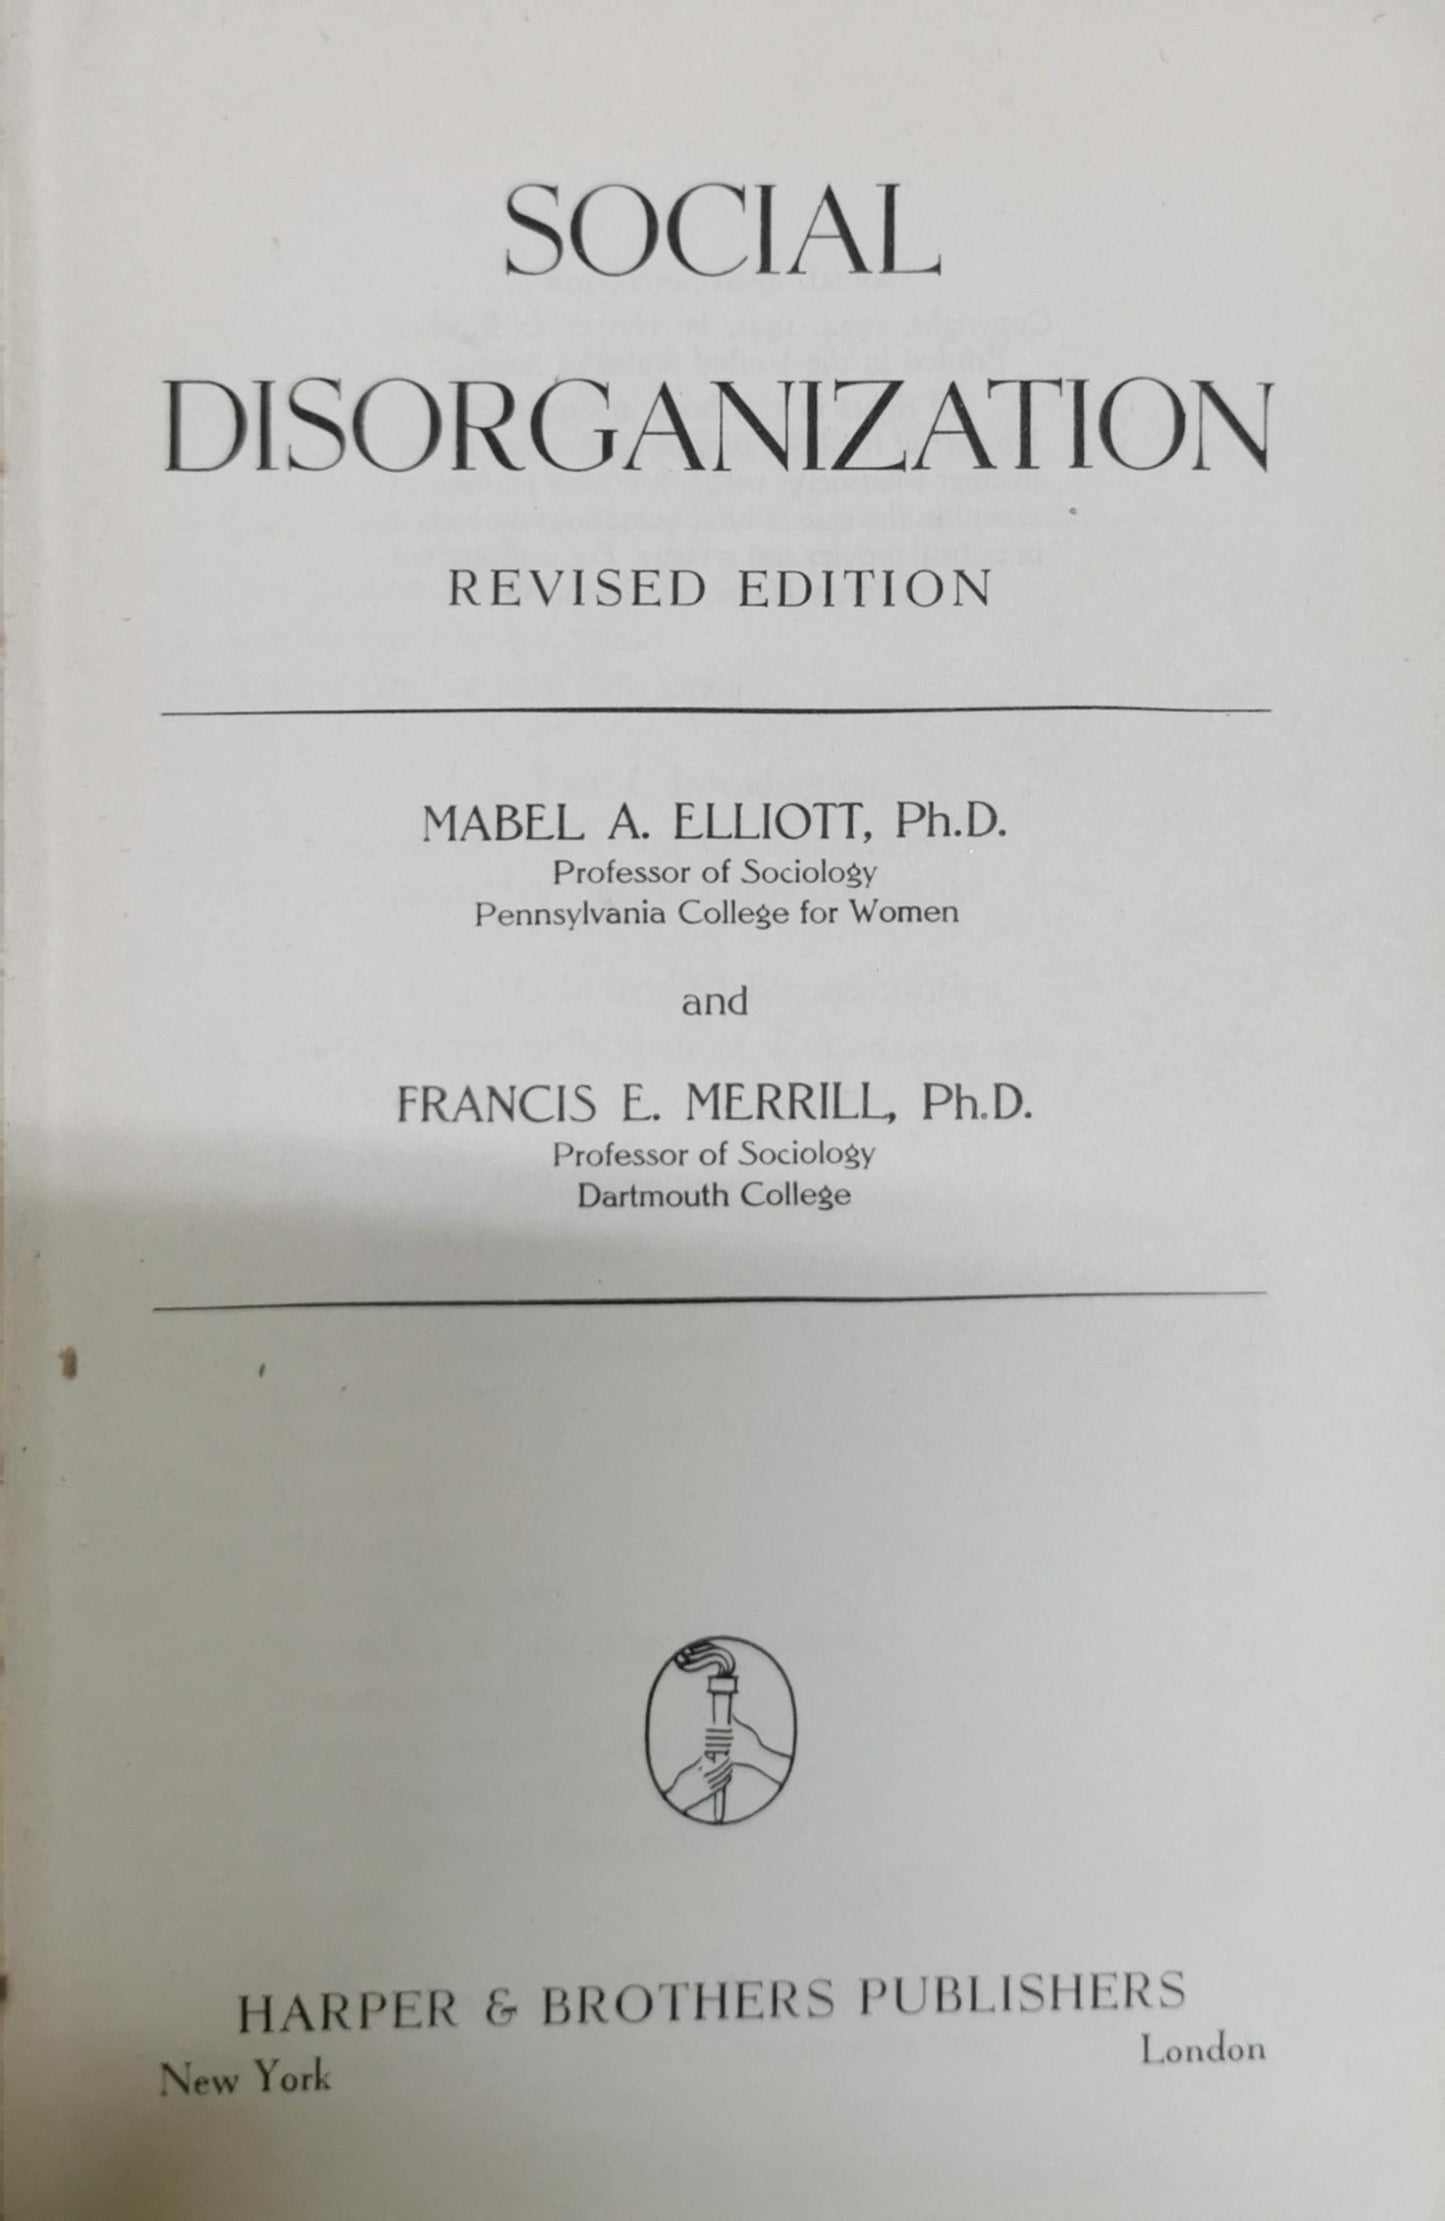 SOCIAL
DISORGANIZATION
REVISED EDITION
MABEL A. ELLIOTT, Ph.D.
Professor of Sociology
Pennsylvania College for Women
and
FRANCIS E. MERRILL, Ph.D.
Professor of Sociology
Dartmouth College
HARPER & BROTHERS PUBLISHERS
New York London